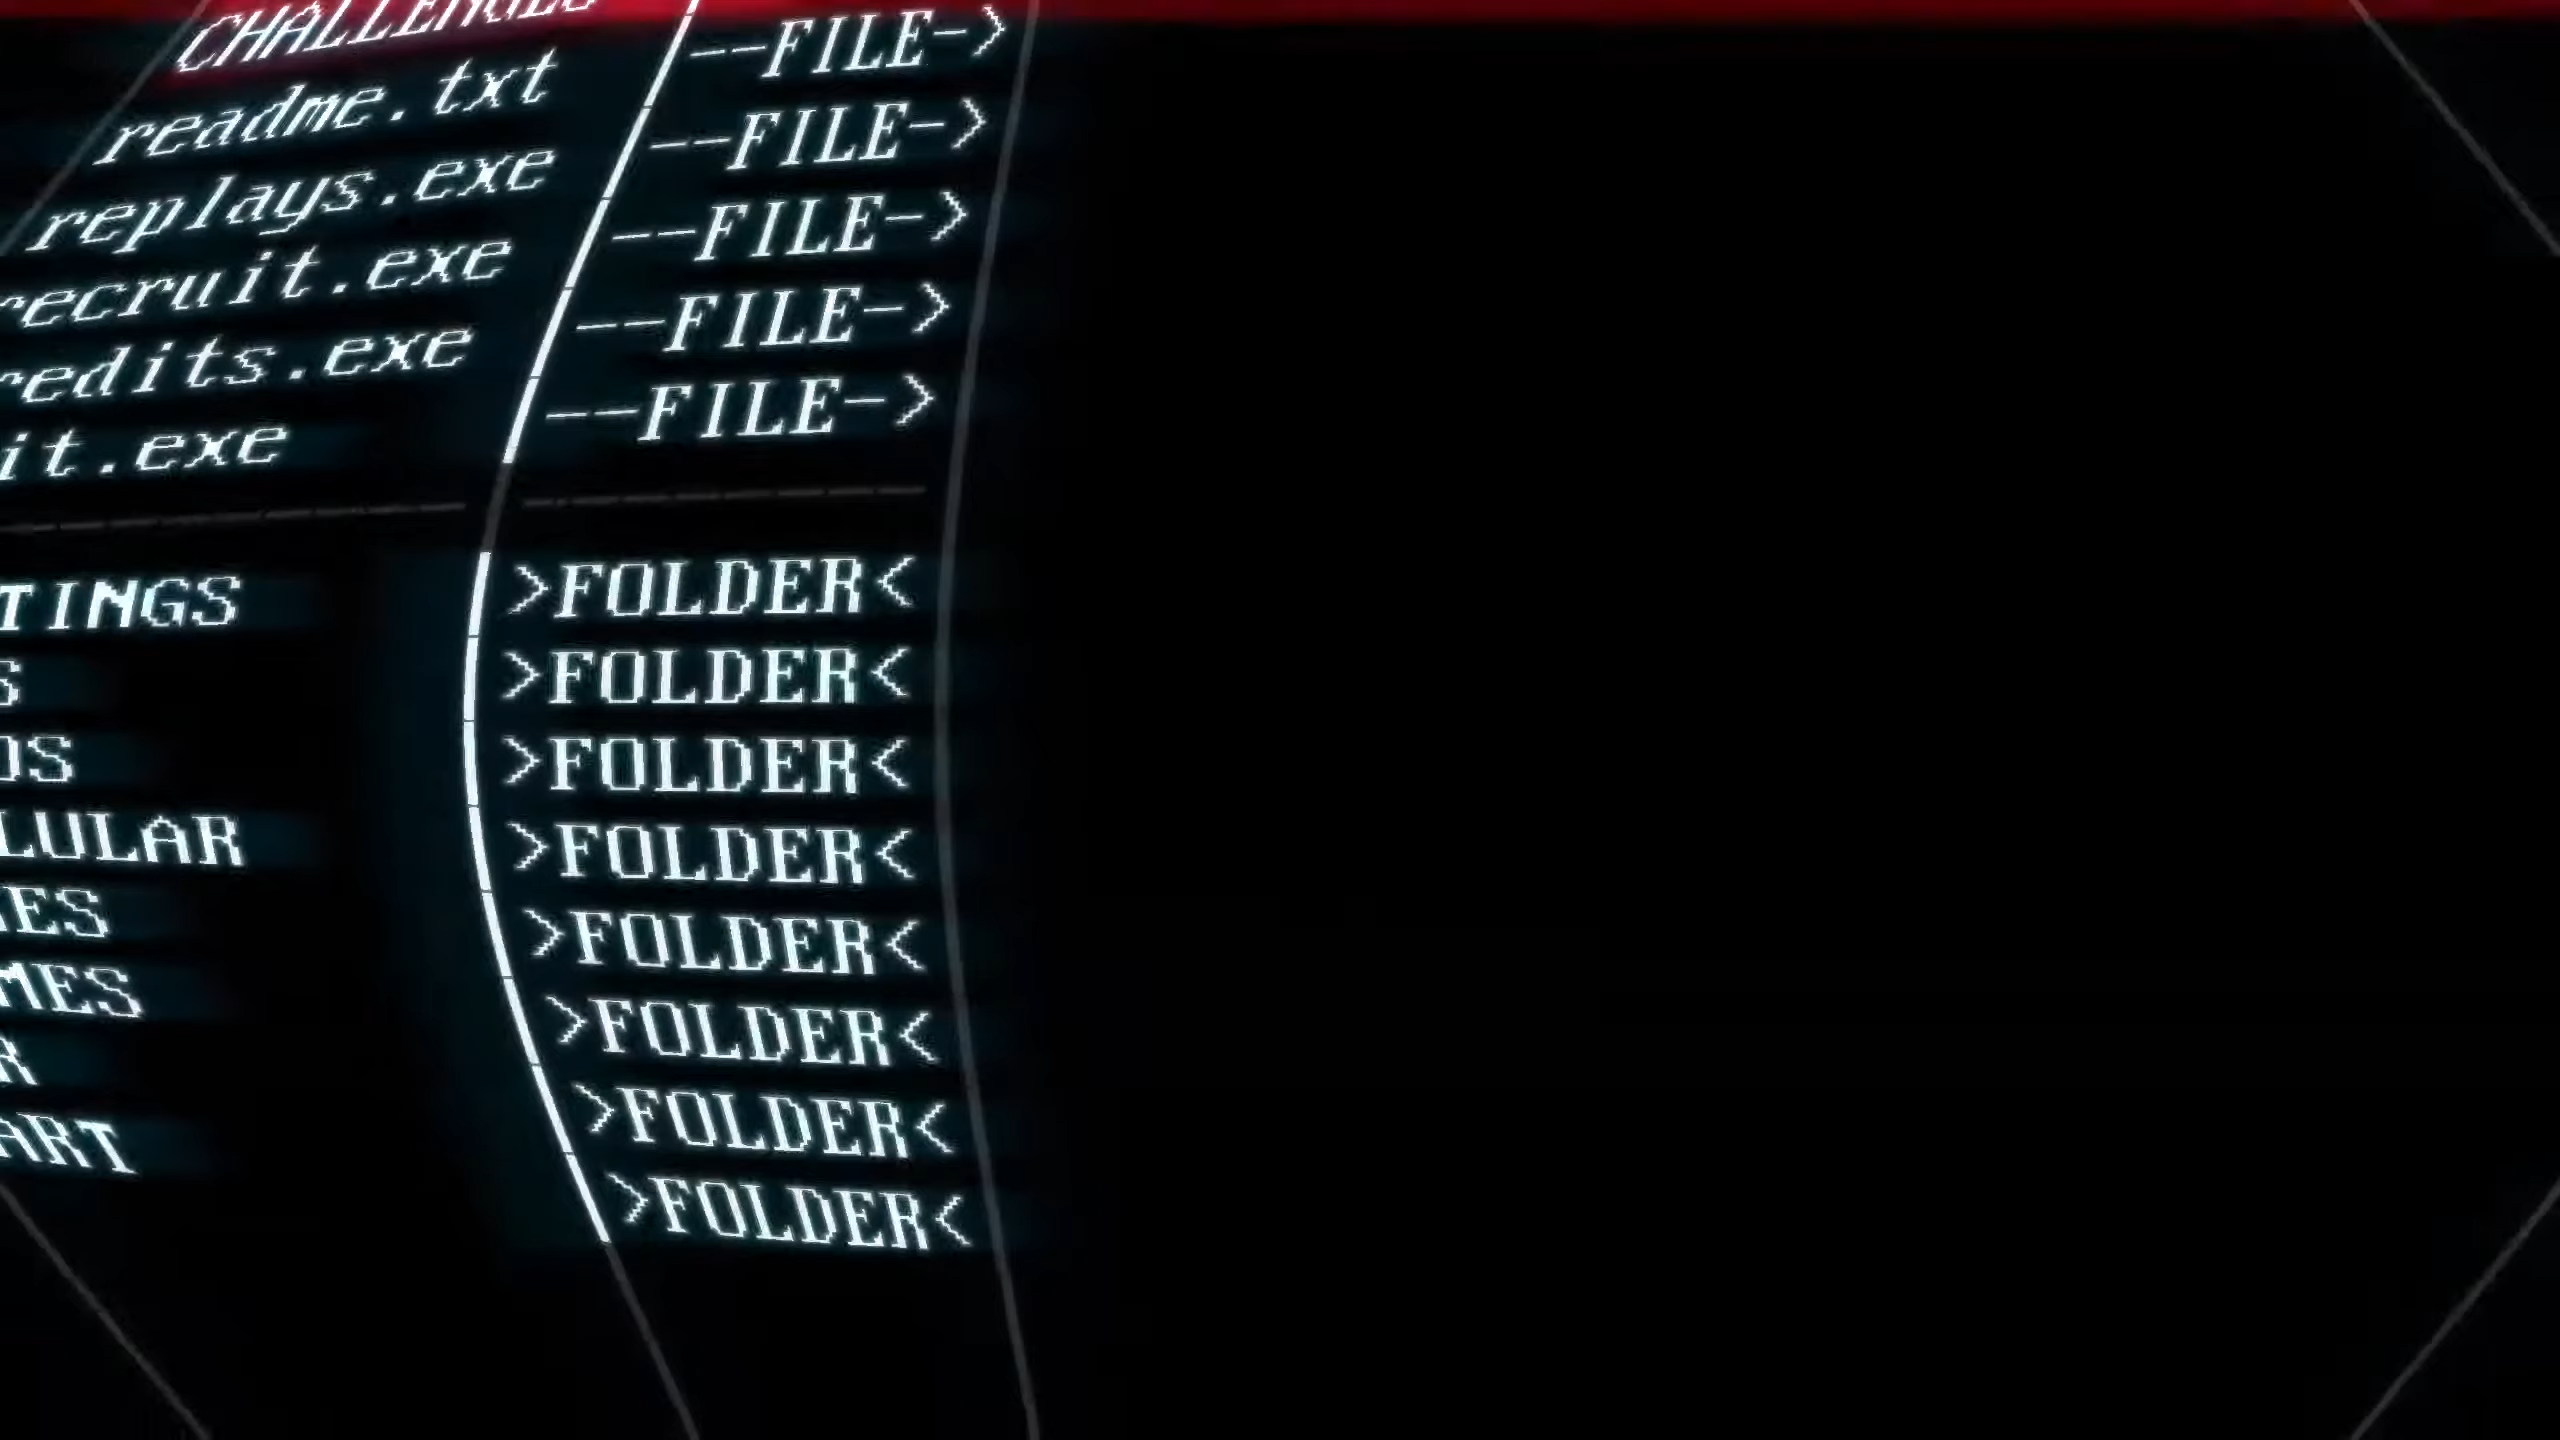 CHALLENGES --FILE->
readme.txt --FILE->
replays.exe --FILE->
recruit.exe --FILE->
redits.exe --FILE->
it.exe
TINGS >FOLDER<
S >FOLDER<
DS >FOLDER<
LULAR >FOLDER<
ES >FOLDER<
MES >FOLDER<
R >FOLDER<
ART >FOLDER<